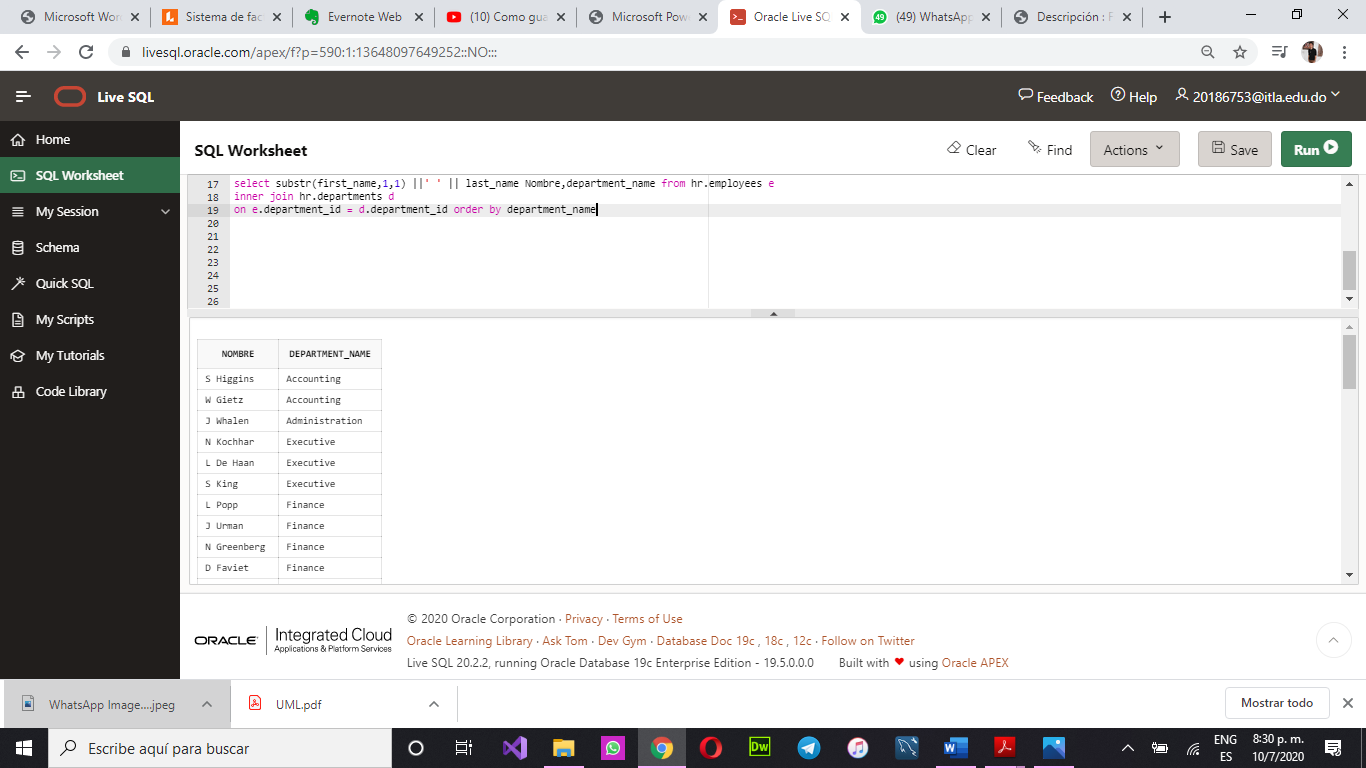 Microsoft Wor
Sistema de fac
Evernote Web
(10) Como gua
Microsoft Pow
Oracle Live SQ
(49) WhatsApp
Descripción : F
livesql.oracle.com/apex/f?p=590:1:13648097649252::NO:::
Live SQL
Feedback
Help
20186753@itla.edu.do
Home
SQL Worksheet
My Session
Schema
Quick SQL
My Scripts
My Tutorials
Code Library
SQL Worksheet
Clear
Find
Actions
Save
Run
17 select substr(first_name,1,1) ||' ' || last_name Nombre,department_name from hr.employees e
18 inner join hr.departments d
19 on e.department_id = d.department_id order by department_name
20
21
22
23
24
25
26
NOMBRE DEPARTMENT_NAME
S Higgins Accounting
W Gietz Accounting
J Whalen Administration
N Kochhar Executive
L De Haan Executive
S King Executive
L Popp Finance
J Urman Finance
N Greenberg Finance
D Faviet Finance
ORACLE Integrated Cloud
Applications & Platform Services
© 2020 Oracle Corporation · Privacy · Terms of Use
Oracle Learning Library · Ask Tom · Dev Gym · Database Doc 19c , 18c , 12c · Follow on Twitter
Live SQL 20.2.2, running Oracle Database 19c Enterprise Edition - 19.5.0.0.0 Built with ❤ using Oracle APEX
WhatsApp Image....jpeg
UML.pdf
Mostrar todo
Escribe aquí para buscar
Dw
ENG
ES
8:30 p. m.
10/7/2020